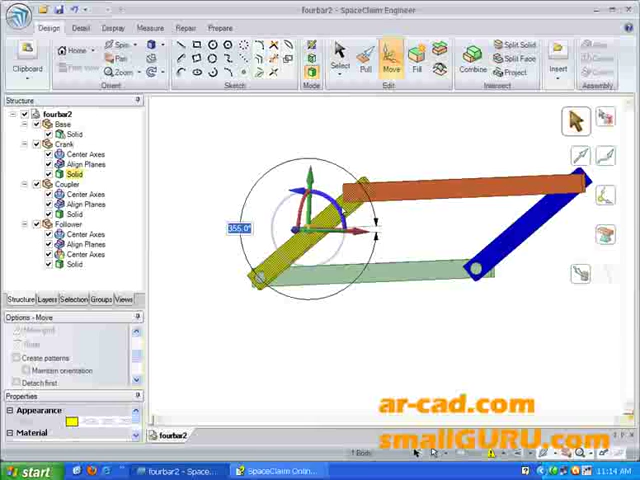 fourbar2 - SpaceClaim Engineer
Design Detail Display Measure Repair Prepare
Home Spin
Pan
Zoom
Clipboard
Select Pull Move Fill
Combine
Split Solid
Split Face
Project
Insert
Orient Sketch Mode Edit Intersect Assembly
Structure
fourbar2
Base
Solid
Crank
Center Axes
Align Planes
Solid
Coupler
Center Axes
Align Planes
Solid
Follower
Center Axes
Align Planes
Solid
Structure Layers Selection Groups Views
Options - Move
Create patterns
Maintain orientation
Detach first
Properties
Appearance
Material
355.0°
ar-cad.com
smallGURU.com
fourbar2
1 Body
start
fourbar2 - Space...
SpaceClaim Onlin...
11:14 AM